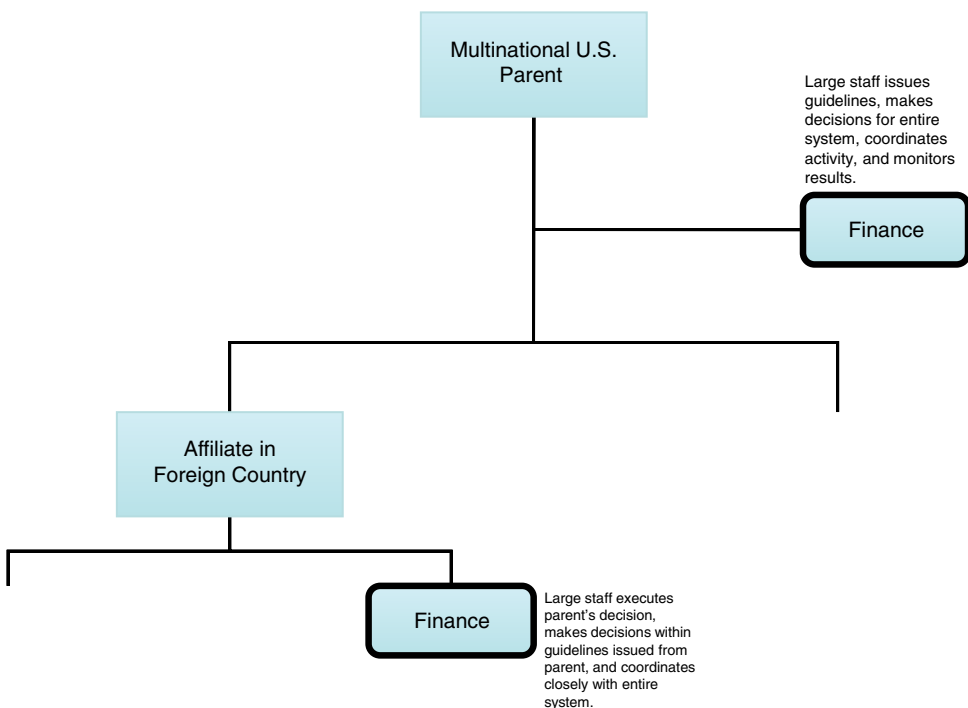 Multinational U.S.
Parent
Large staff issues
guidelines, makes
decisions for entire
system, coordinates
activity, and monitors
results.
Finance
Affiliate in
Foreign Country
Finance
Large staff executes
parent’s decision,
makes decisions within
guidelines issued from
parent, and coordinates
closely with entire
system.